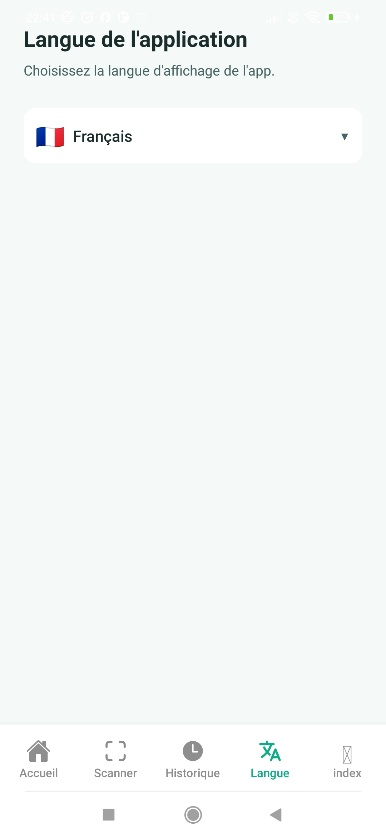 Langue de l'application
Choisissez la langue d'affichage de l'app.
Français
Accueil
Scanner
Historique
Langue
index